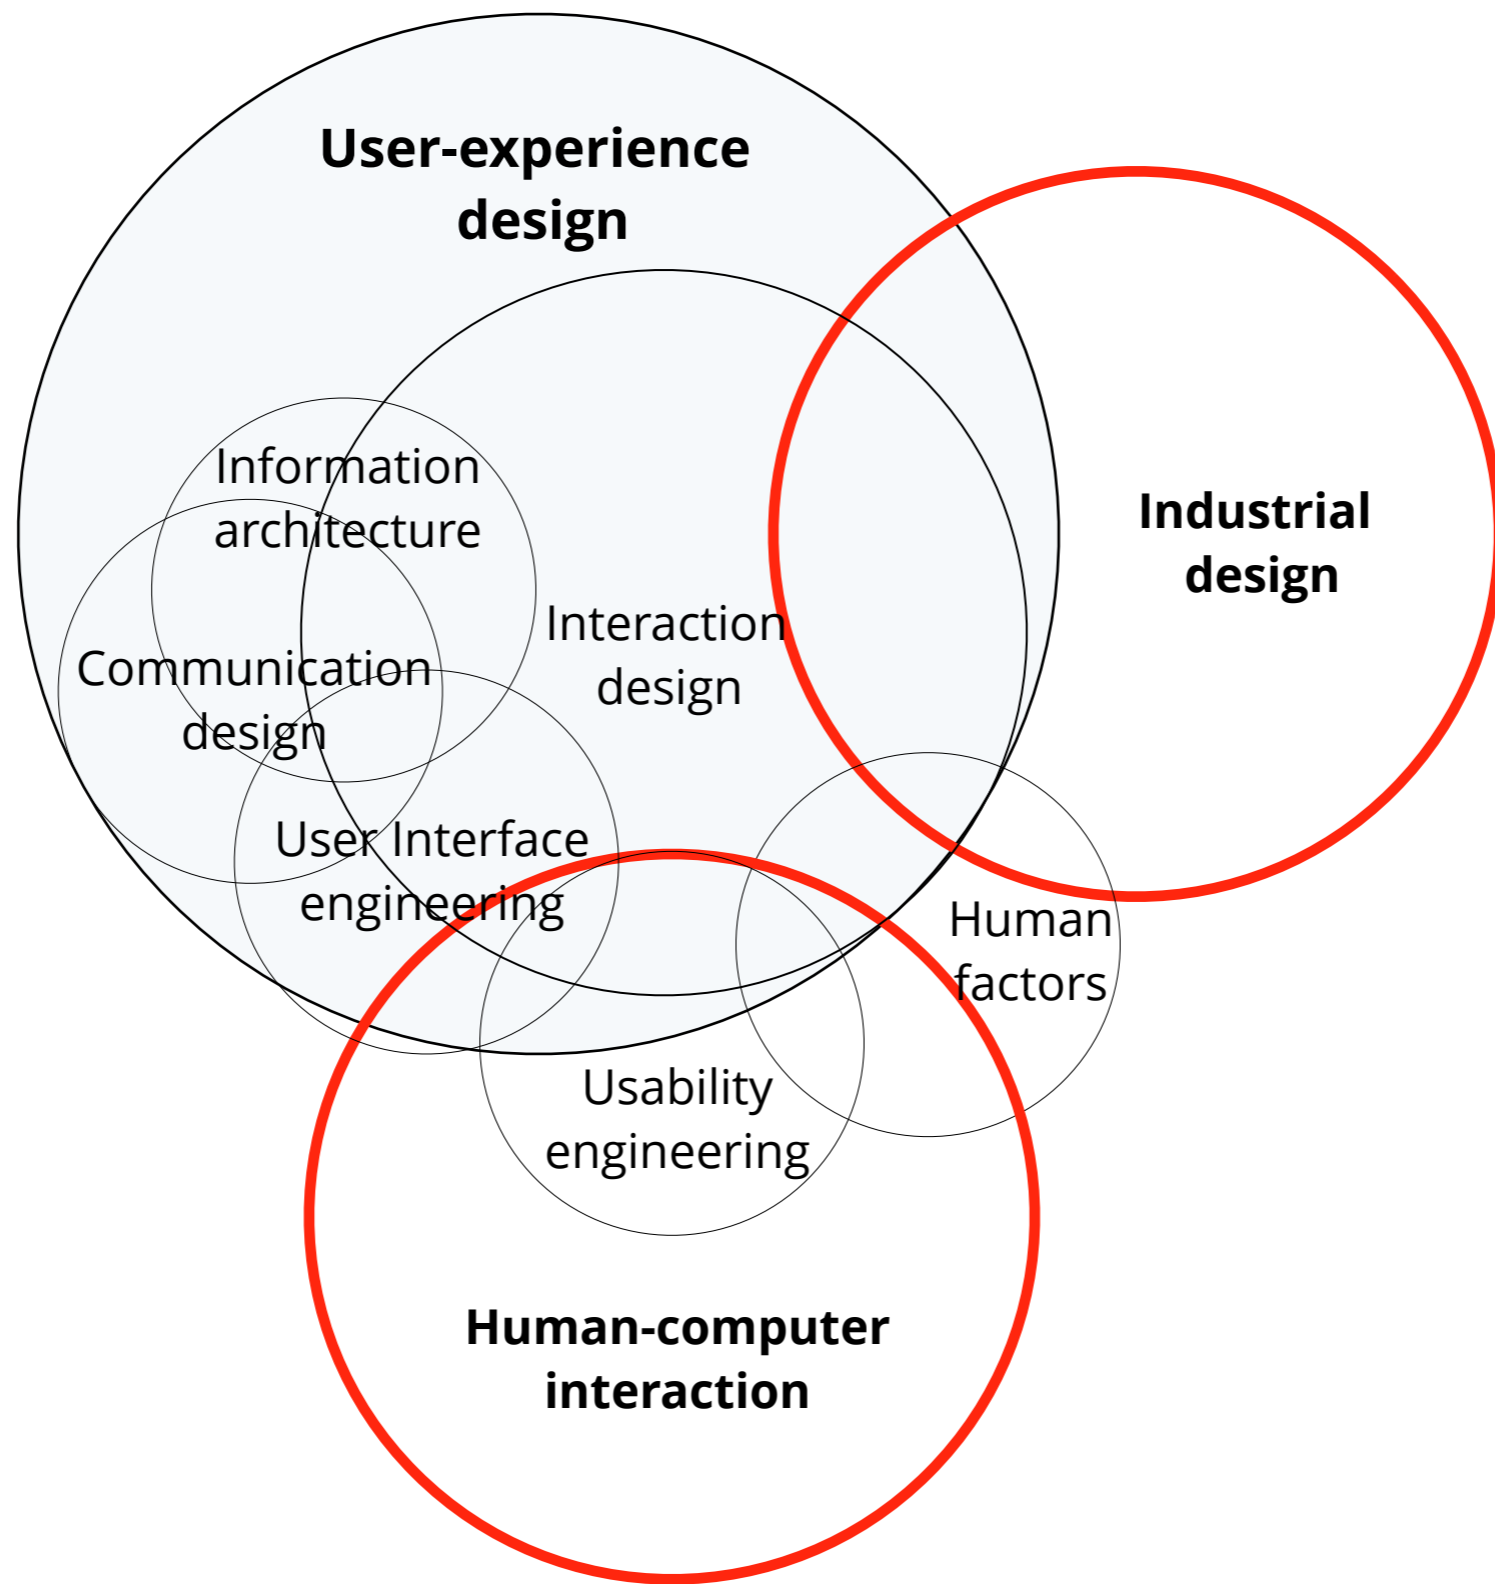 User-experience
design
Information
architecture
Industrial
design
Interaction
design
Communication
design
User Interface
engineering
Human
factors
Usability
engineering
Human-computer
interaction